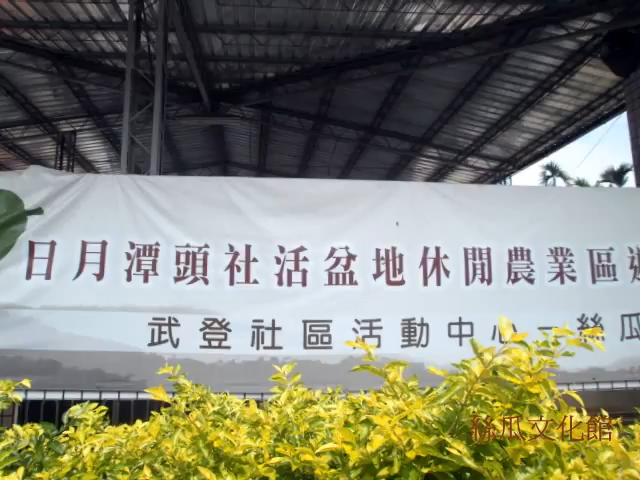 日月潭頭社活盆地休閒農業區遊
武登社區活動中心-絲瓜
絲瓜文化館